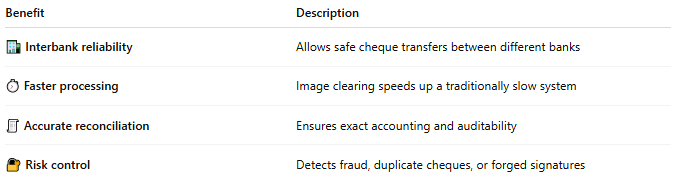 Benefit Description
🏦 Interbank reliability Allows safe cheque transfers between different banks
⏱ Faster processing Image clearing speeds up a traditionally slow system
🧾 Accurate reconciliation Ensures exact accounting and auditability
🔐 Risk control Detects fraud, duplicate cheques, or forged signatures